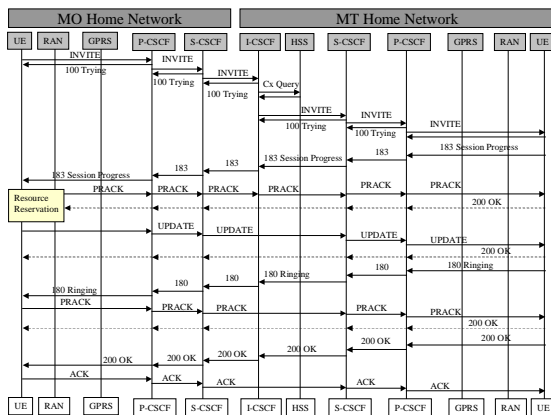 MO Home Network MT Home Network
UE RAN GPRS P-CSCF S-CSCF I-CSCF HSS S-CSCF P-CSCF GPRS RAN UE
INVITE INVITE
100 Trying 100 Trying INVITE
100 Trying Cx Query
INVITE INVITE
100 Trying 100 Trying INVITE
183 Session Progress 183 183 183 Session Progress 183 183 Session Progress
Resource
Reservation
PRACK PRACK PRACK PRACK PRACK PRACK PRACK
200 OK
UPDATE UPDATE UPDATE UPDATE
200 OK
180 Ringing 180 180 180 Ringing 180 180 Ringing
PRACK PRACK PRACK PRACK PRACK PRACK
200 OK
200 OK 200 OK 200 OK 200 OK 200 OK 200 OK
ACK ACK ACK ACK ACK ACK
UE RAN GPRS P-CSCF S-CSCF I-CSCF HSS S-CSCF P-CSCF GPRS RAN UE